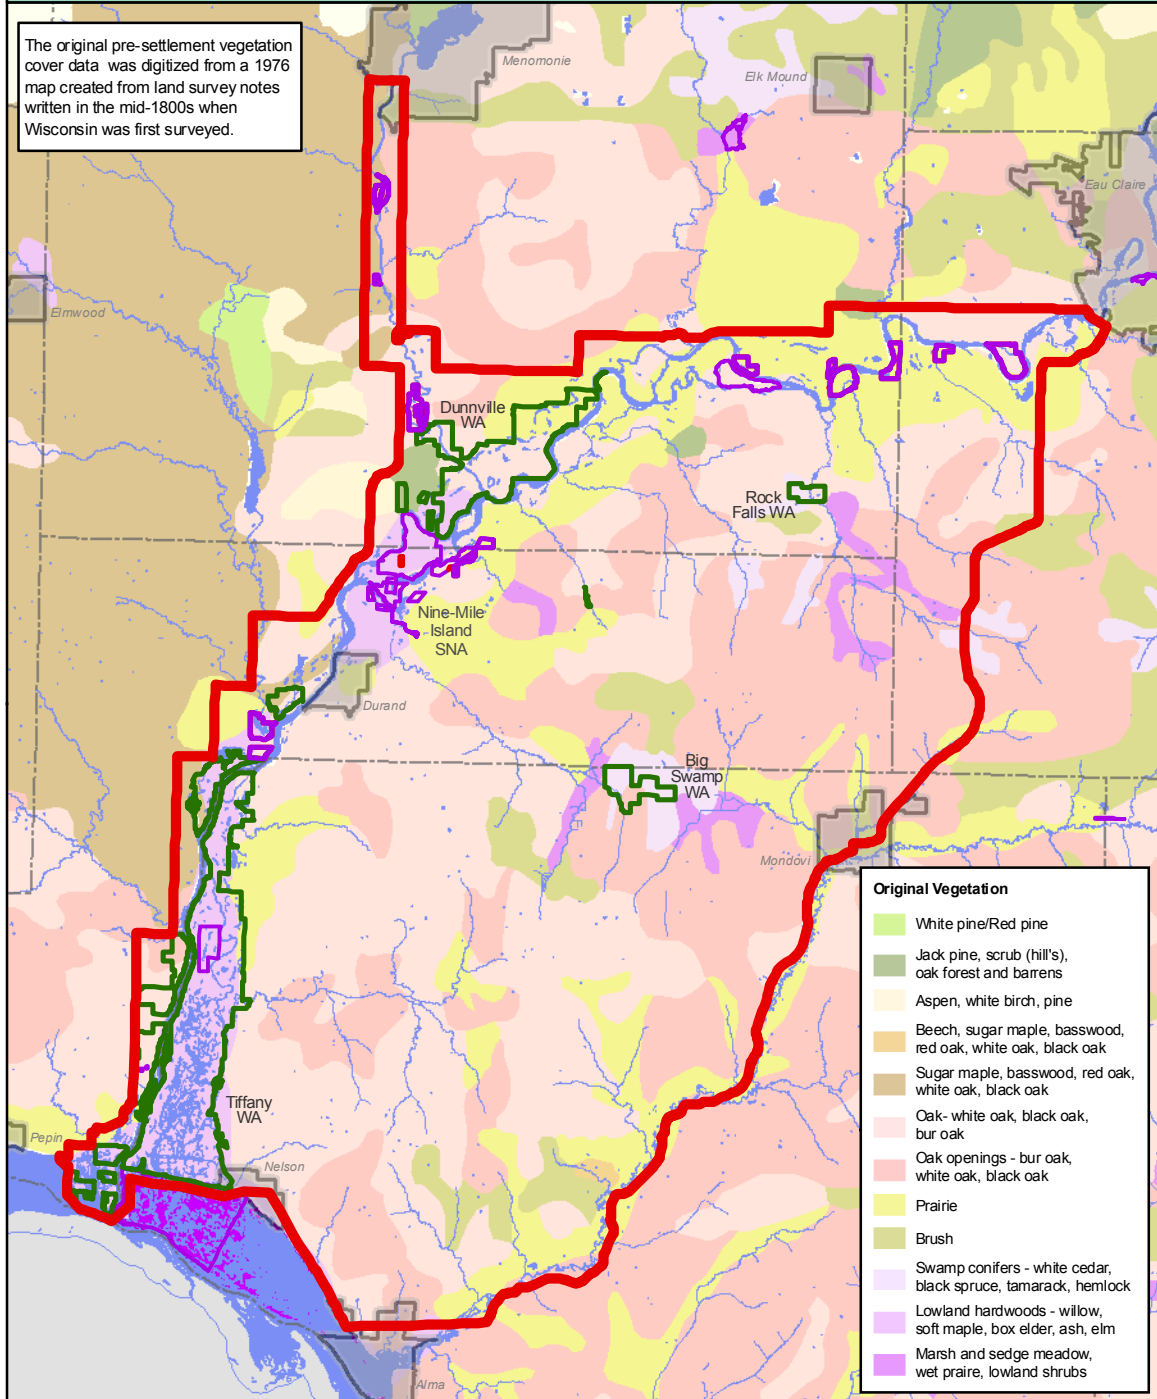 The original pre-settlement vegetation
cover data was digitized from a 1976
map created from land survey notes
written in the mid-1800s when
Wisconsin was first surveyed.
Menomonie
Elk Mound
Eau Claire
Elmwood
Dunnville
WA
Rock
Falls WA
Nine-Mile
Island
SNA
Durand
Big
Swamp
WA
Mondovi
Tiffany
WA
Pepin
Nelson
Alma
Original Vegetation
White pine/Red pine
Jack pine, scrub (hill's),
oak forest and barrens
Aspen, white birch, pine
Beech, sugar maple, basswood,
red oak, white oak, black oak
Sugar maple, basswood, red oak,
white oak, black oak
Oak- white oak, black oak,
bur oak
Oak openings - bur oak,
white oak, black oak
Prairie
Brush
Swamp conifers - white cedar,
black spruce, tamarack, hemlock
Lowland hardwoods - willow,
soft maple, box elder, ash, elm
Marsh and sedge meadow,
wet praire, lowland shrubs